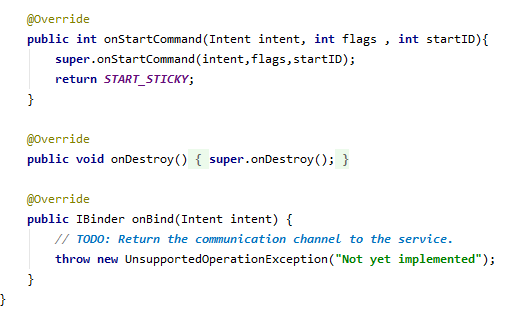 @Override
public int onStartCommand(Intent intent, int flags , int startID){
super.onStartCommand(intent,flags,startID);
return START_STICKY;
}
@Override
public void onDestroy() { super.onDestroy(); }
@Override
public IBinder onBind(Intent intent) {
// TODO: Return the communication channel to the service.
throw new UnsupportedOperationException("Not yet implemented");
}
}